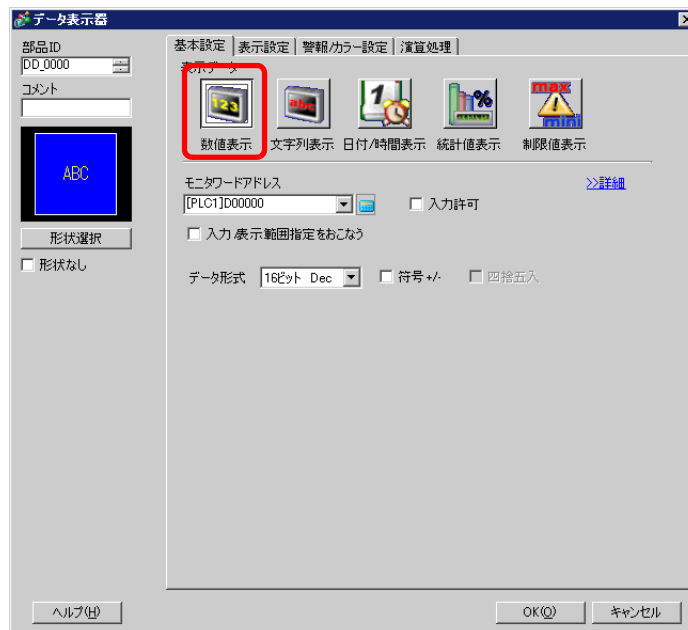 データ表示器
部品ID
DD_0000
コメント
ABC
形状選択
形状なし
基本設定 表示設定 警報/カラー設定 演算処理
表示データ
123 abc 1 % max mini
数値表示 文字列表示 日付/時間表示 統計値表示 制限値表示
モニタワードアドレス >>詳細
[PLC1]D00000 入力許可
入力/表示範囲指定をおこなう
データ形式 16ビット Dec 符号+/- 四捨五入
ヘルプ(H) OK(O) キャンセル